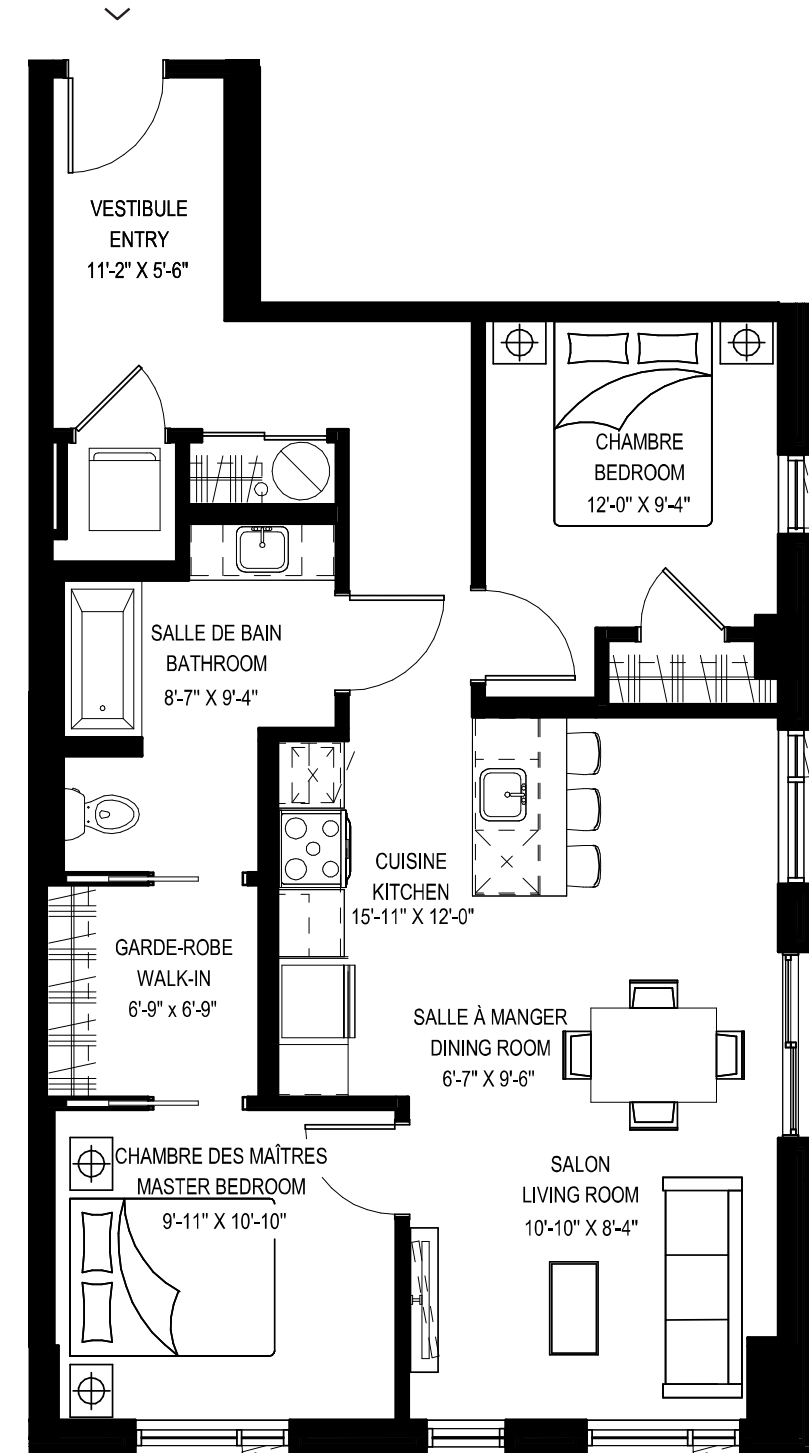 VESTIBULE
ENTRY
11'-2" X 5'-6"
CHAMBRE
BEDROOM
12'-0" X 9'-4"
SALLE DE BAIN
BATHROOM
8'-7" X 9'-4"
CUISINE
KITCHEN
15'-11" X 12'-0"
GARDE-ROBE
WALK-IN
6'-9" x 6'-9"
SALLE À MANGER
DINING ROOM
6'-7" X 9'-6"
CHAMBRE DES MAÎTRES
MASTER BEDROOM
9'-11" X 10'-10"
SALON
LIVING ROOM
10'-10" X 8'-4"